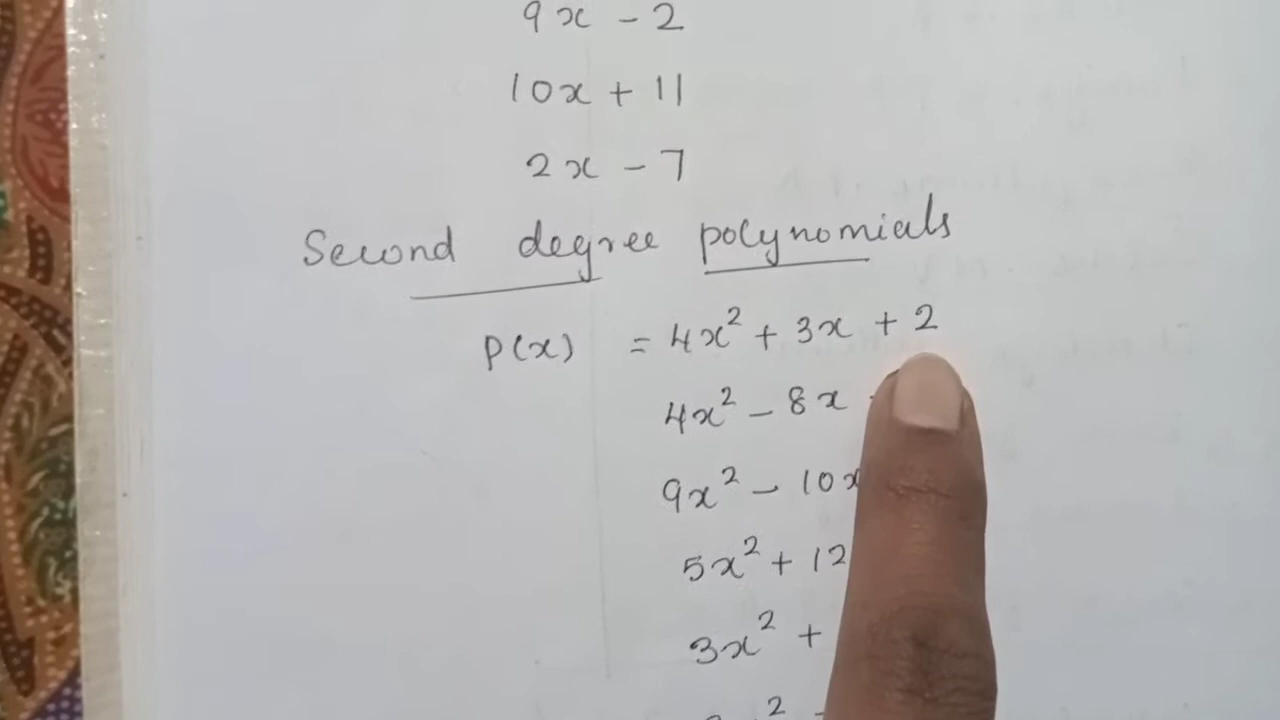 9x - 2
10x + 11
2x - 7
Second degree polynomials
P(x) = 4x² + 3x + 2
4x² - 8x
9x² - 10x
5x² + 12
3x² +